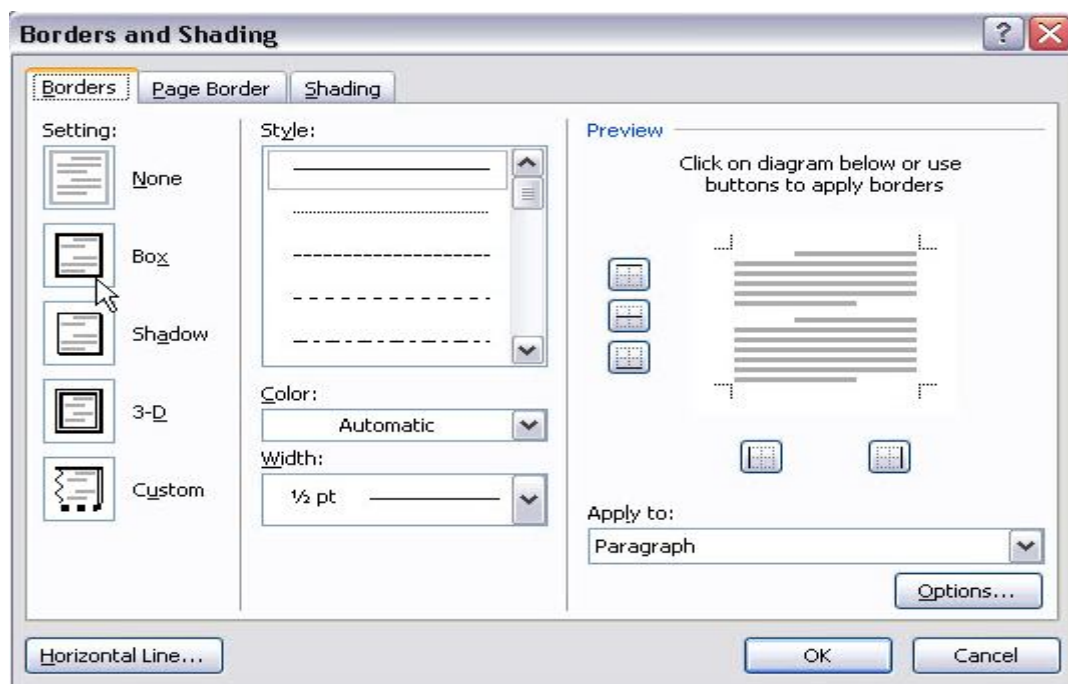 Borders and Shading
Borders
Page Border
Shading
Setting:
None
Box
Shadow
3-D
Custom
Style:
Color:
Automatic
Width:
½ pt
Preview
Click on diagram below or use
buttons to apply borders
Apply to:
Paragraph
Options...
Horizontal Line...
OK
Cancel